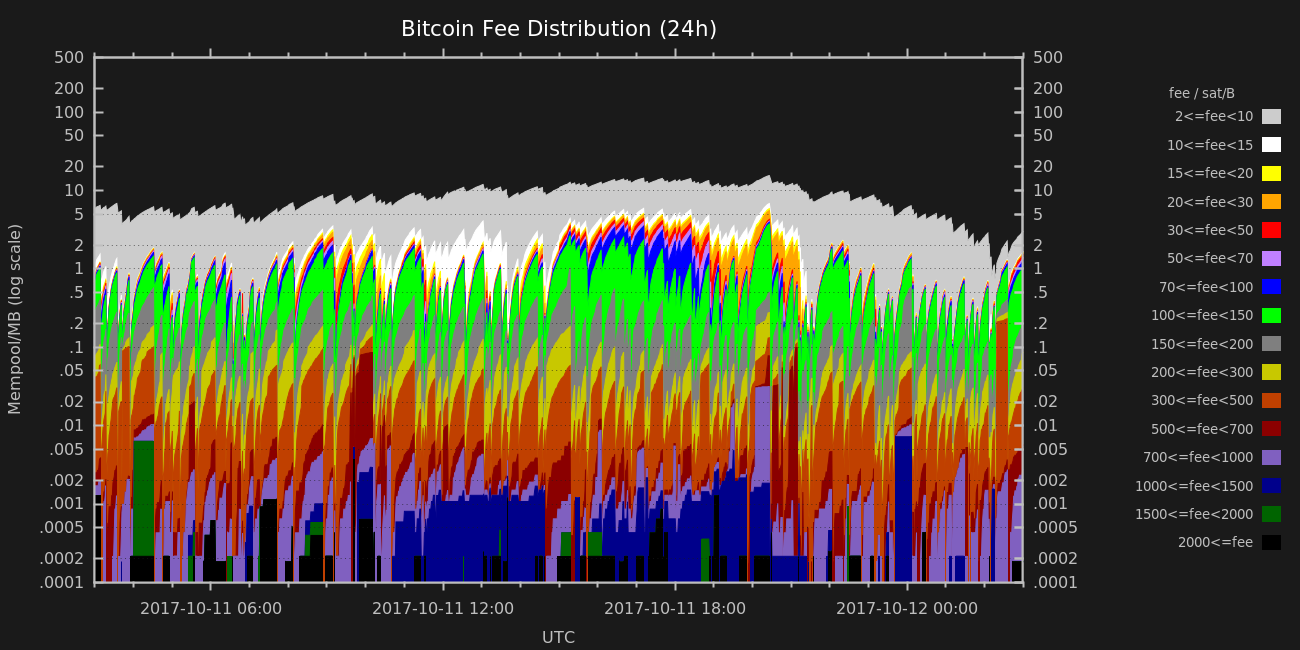 Bitcoin Fee Distribution (24h)
500
200
100
50
20
10
5
2
1
.5
.2
.1
.05
.02
.01
.005
.002
.001
.0005
.0002
.0001
Mempool/MB (log scale)
500
200
100
50
20
10
5
2
1
.5
.2
.1
.05
.02
.01
.005
.002
.001
.0005
.0002
.0001
2017-10-11 06:00
2017-10-11 12:00
2017-10-11 18:00
2017-10-12 00:00
UTC
fee / sat/B
2<=fee<10
10<=fee<15
15<=fee<20
20<=fee<30
30<=fee<50
50<=fee<70
70<=fee<100
100<=fee<150
150<=fee<200
200<=fee<300
300<=fee<500
500<=fee<700
700<=fee<1000
1000<=fee<1500
1500<=fee<2000
2000<=fee